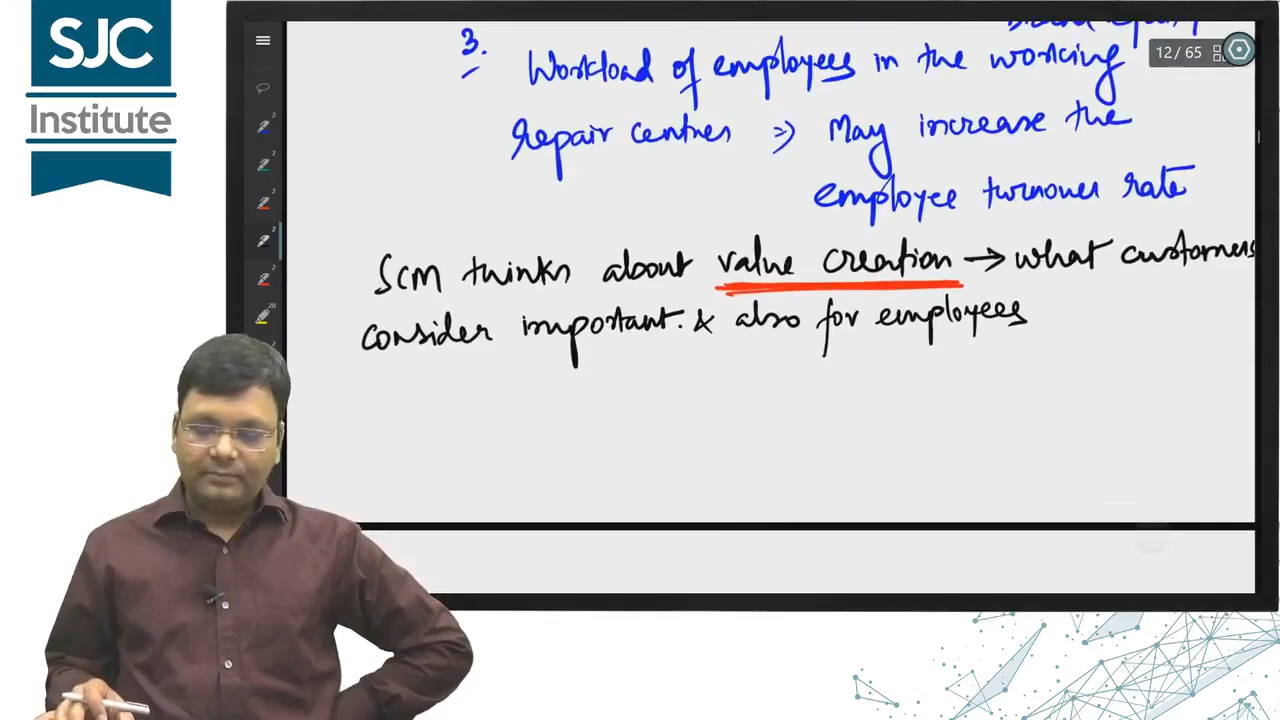 SJC
Institute
12 / 65
3. Workload of employees in the working
repair centres => May increase the
employee turnover rate
SCM thinks about value creation → what customers
consider important. & also for employees